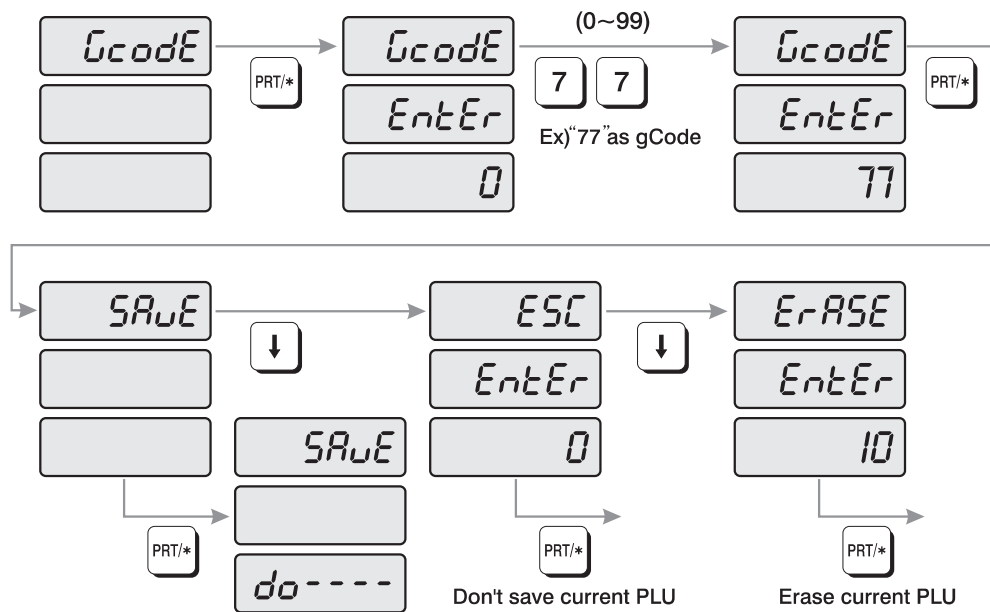 (0~99)
GcodE
PRT/*
GcodE
7 7
GcodE
PRT/*
EntEr
Ex)“77”as gCode
EntEr
0
77
SAvE
↓
ESC
↓
ErASE
EntEr
EntEr
SAvE
0
10
PRT/*
PRT/*
PRT/*
do----
Don't save current PLU
Erase current PLU